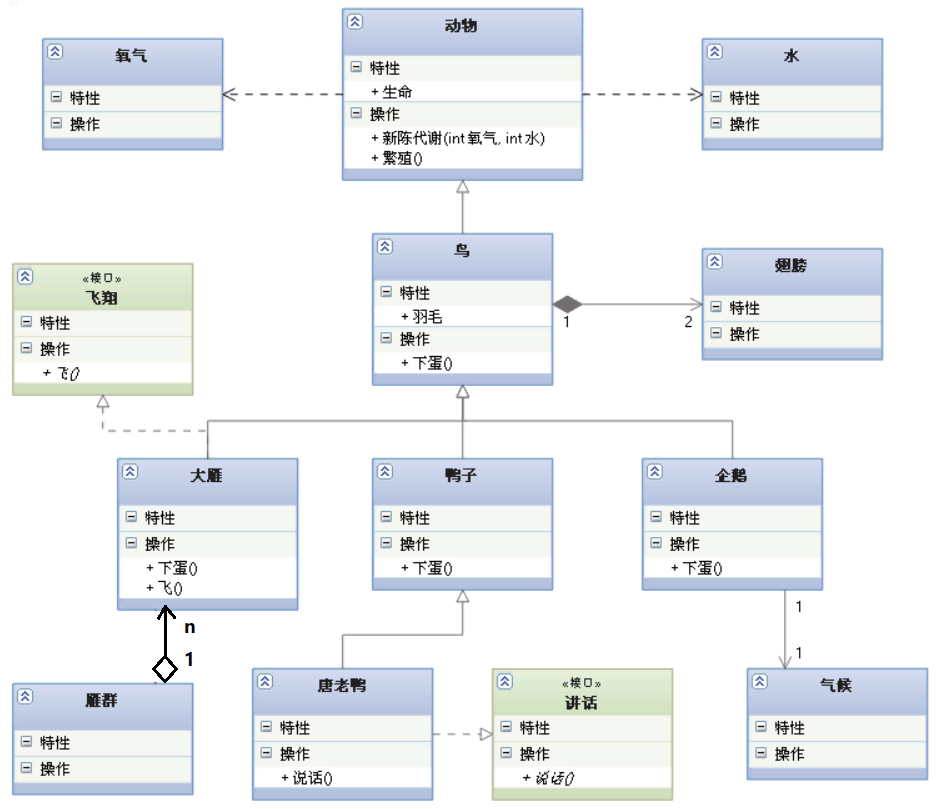 动物
特性
+ 生命
操作
+ 新陈代谢(int 氧气, int 水)
+ 繁殖()
氧气
特性
操作
水
特性
操作
鸟
特性
+ 羽毛
操作
+ 下蛋()
1
2
翅膀
特性
操作
«接口»
飞翔
特性
操作
+ 飞()
大雁
特性
操作
+ 下蛋()
+ 飞()
鸭子
特性
操作
+ 下蛋()
企鹅
特性
操作
+ 下蛋()
n
1
1
1
雁群
特性
操作
唐老鸭
特性
操作
+ 说话()
«接口»
讲话
特性
操作
+ 说话()
气候
特性
操作